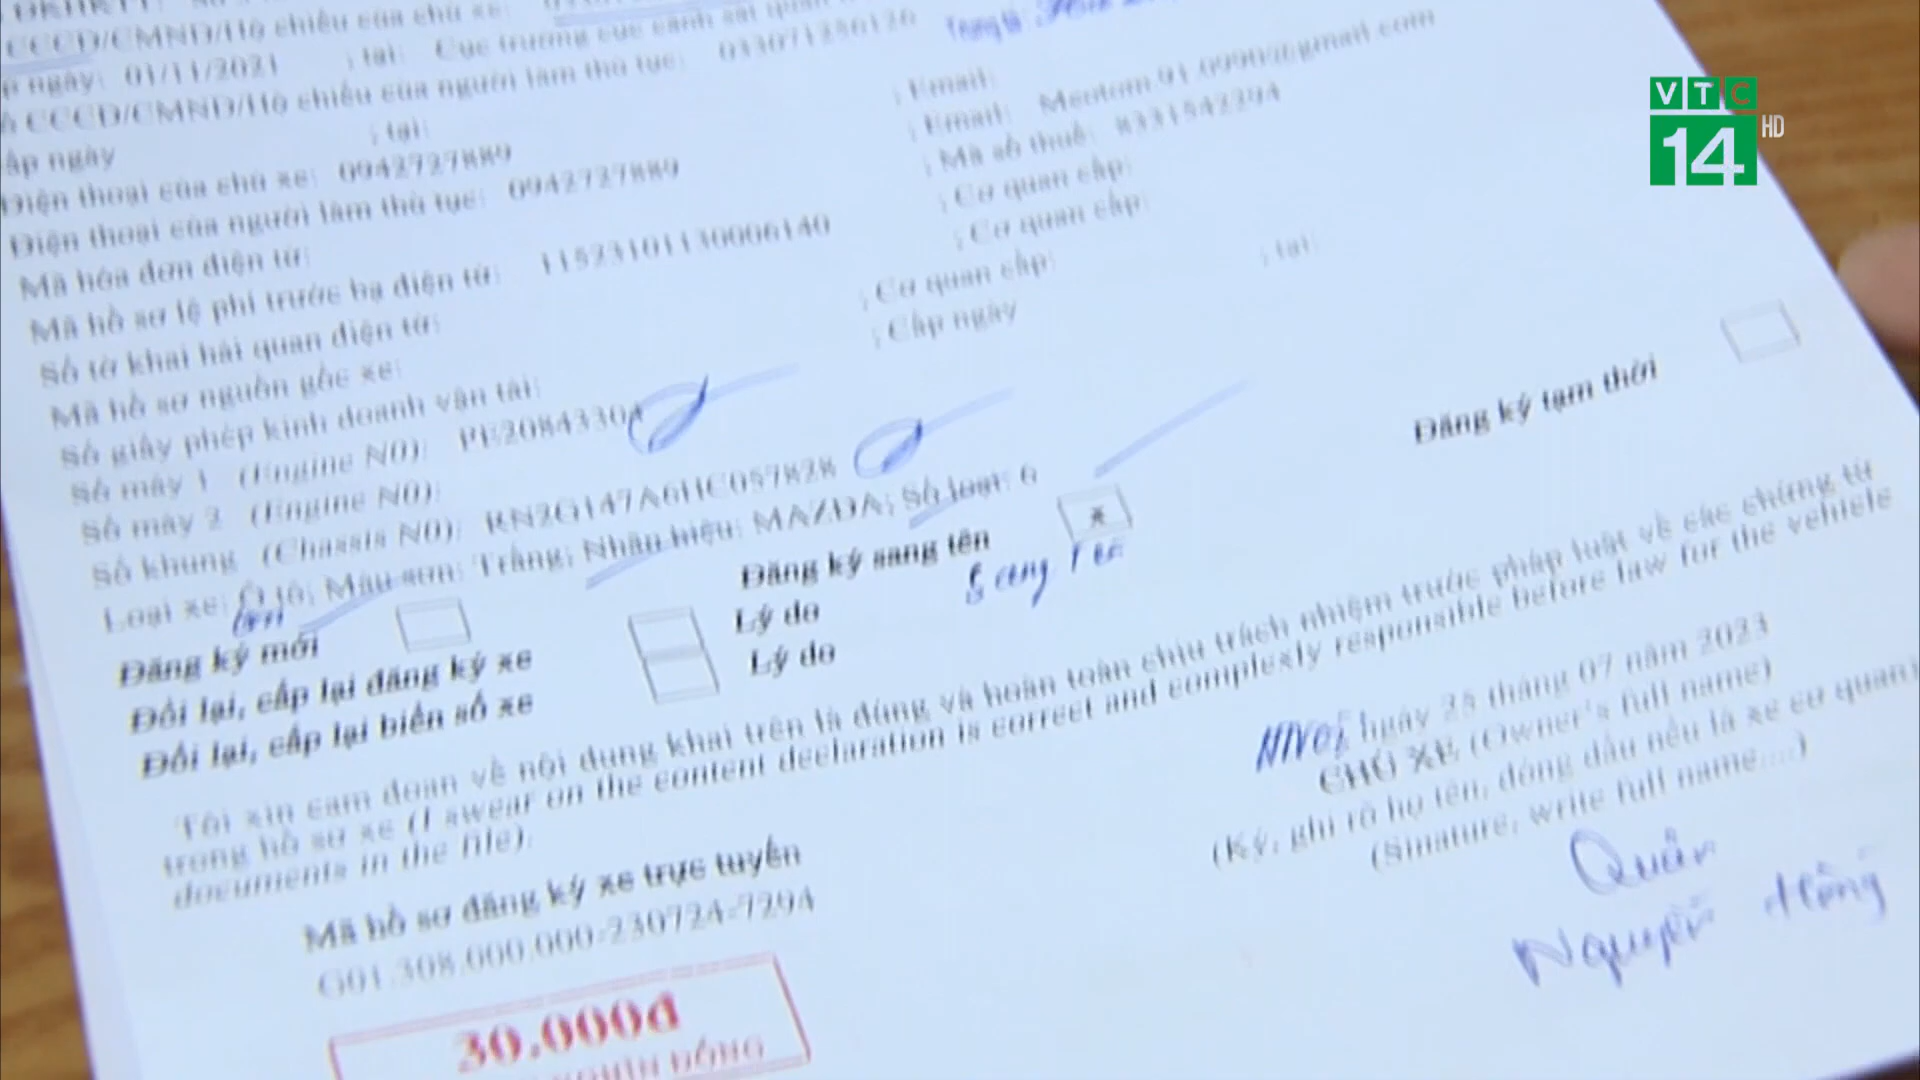 CCCD/CMND/Hộ chiếu của chủ xe:
ngày: 01/11/2021 ; tại: Cục trưởng cục cảnh sát
CCCD/CMND/Hộ chiếu của người làm thủ tục: 033071256126
ấp ngày ; tại: ; Email:
Điện thoại của chủ xe: 0942727889 ; Email:
Điện thoại của người làm thủ tục: 0942727889 ; Mã số thuế: 8331542294
Mã hóa đơn điện tử: ; Cơ quan cấp:
Mã hồ sơ lệ phí trước bạ điện tử: 11523101130006140 ; Cơ quan cấp:
Số tờ khai hải quan điện tử: ; Cơ quan cấp:
Mã hồ sơ nguồn gốc xe: ; Cấp ngày ; tại:
Số giấy phép kinh doanh vận tải:
Số máy 1 (Engine N0):
Số máy 2 (Engine N0):
Số khung (Chassis N0): RN2G147A6HC057828
Loại xe: Ô tô; Màu sơn: Trắng; Nhãn hiệu: MAZDA; Số loại: 6
Đăng ký mới Đăng ký sang tên x Đăng ký tạm thời
Đổi lại, cấp lại đăng ký xe Lý do
Đổi lại, cấp lại biển số xe Lý do
Tôi xin cam đoan về nội dung khai trên là đúng và hoàn toàn chịu trách nhiệm trước pháp luật về các chứng từ
trong hồ sơ xe (I swear on the content declaration is correct and complexly responsible before law for the vehicle
documents in the file).
ngày 25 tháng 07 năm 2023
CHỦ XE (Owner's full name)
(Ký, ghi rõ họ tên, đóng dấu nếu là xe cơ quan)
(Sinature, write full name....)
Mã hồ sơ đăng ký xe trực tuyến
G01.308.000.000-230724-7294
Quân
Nguyễn Hồng
30.000đ
ĐỒNG
VTC
14 HD